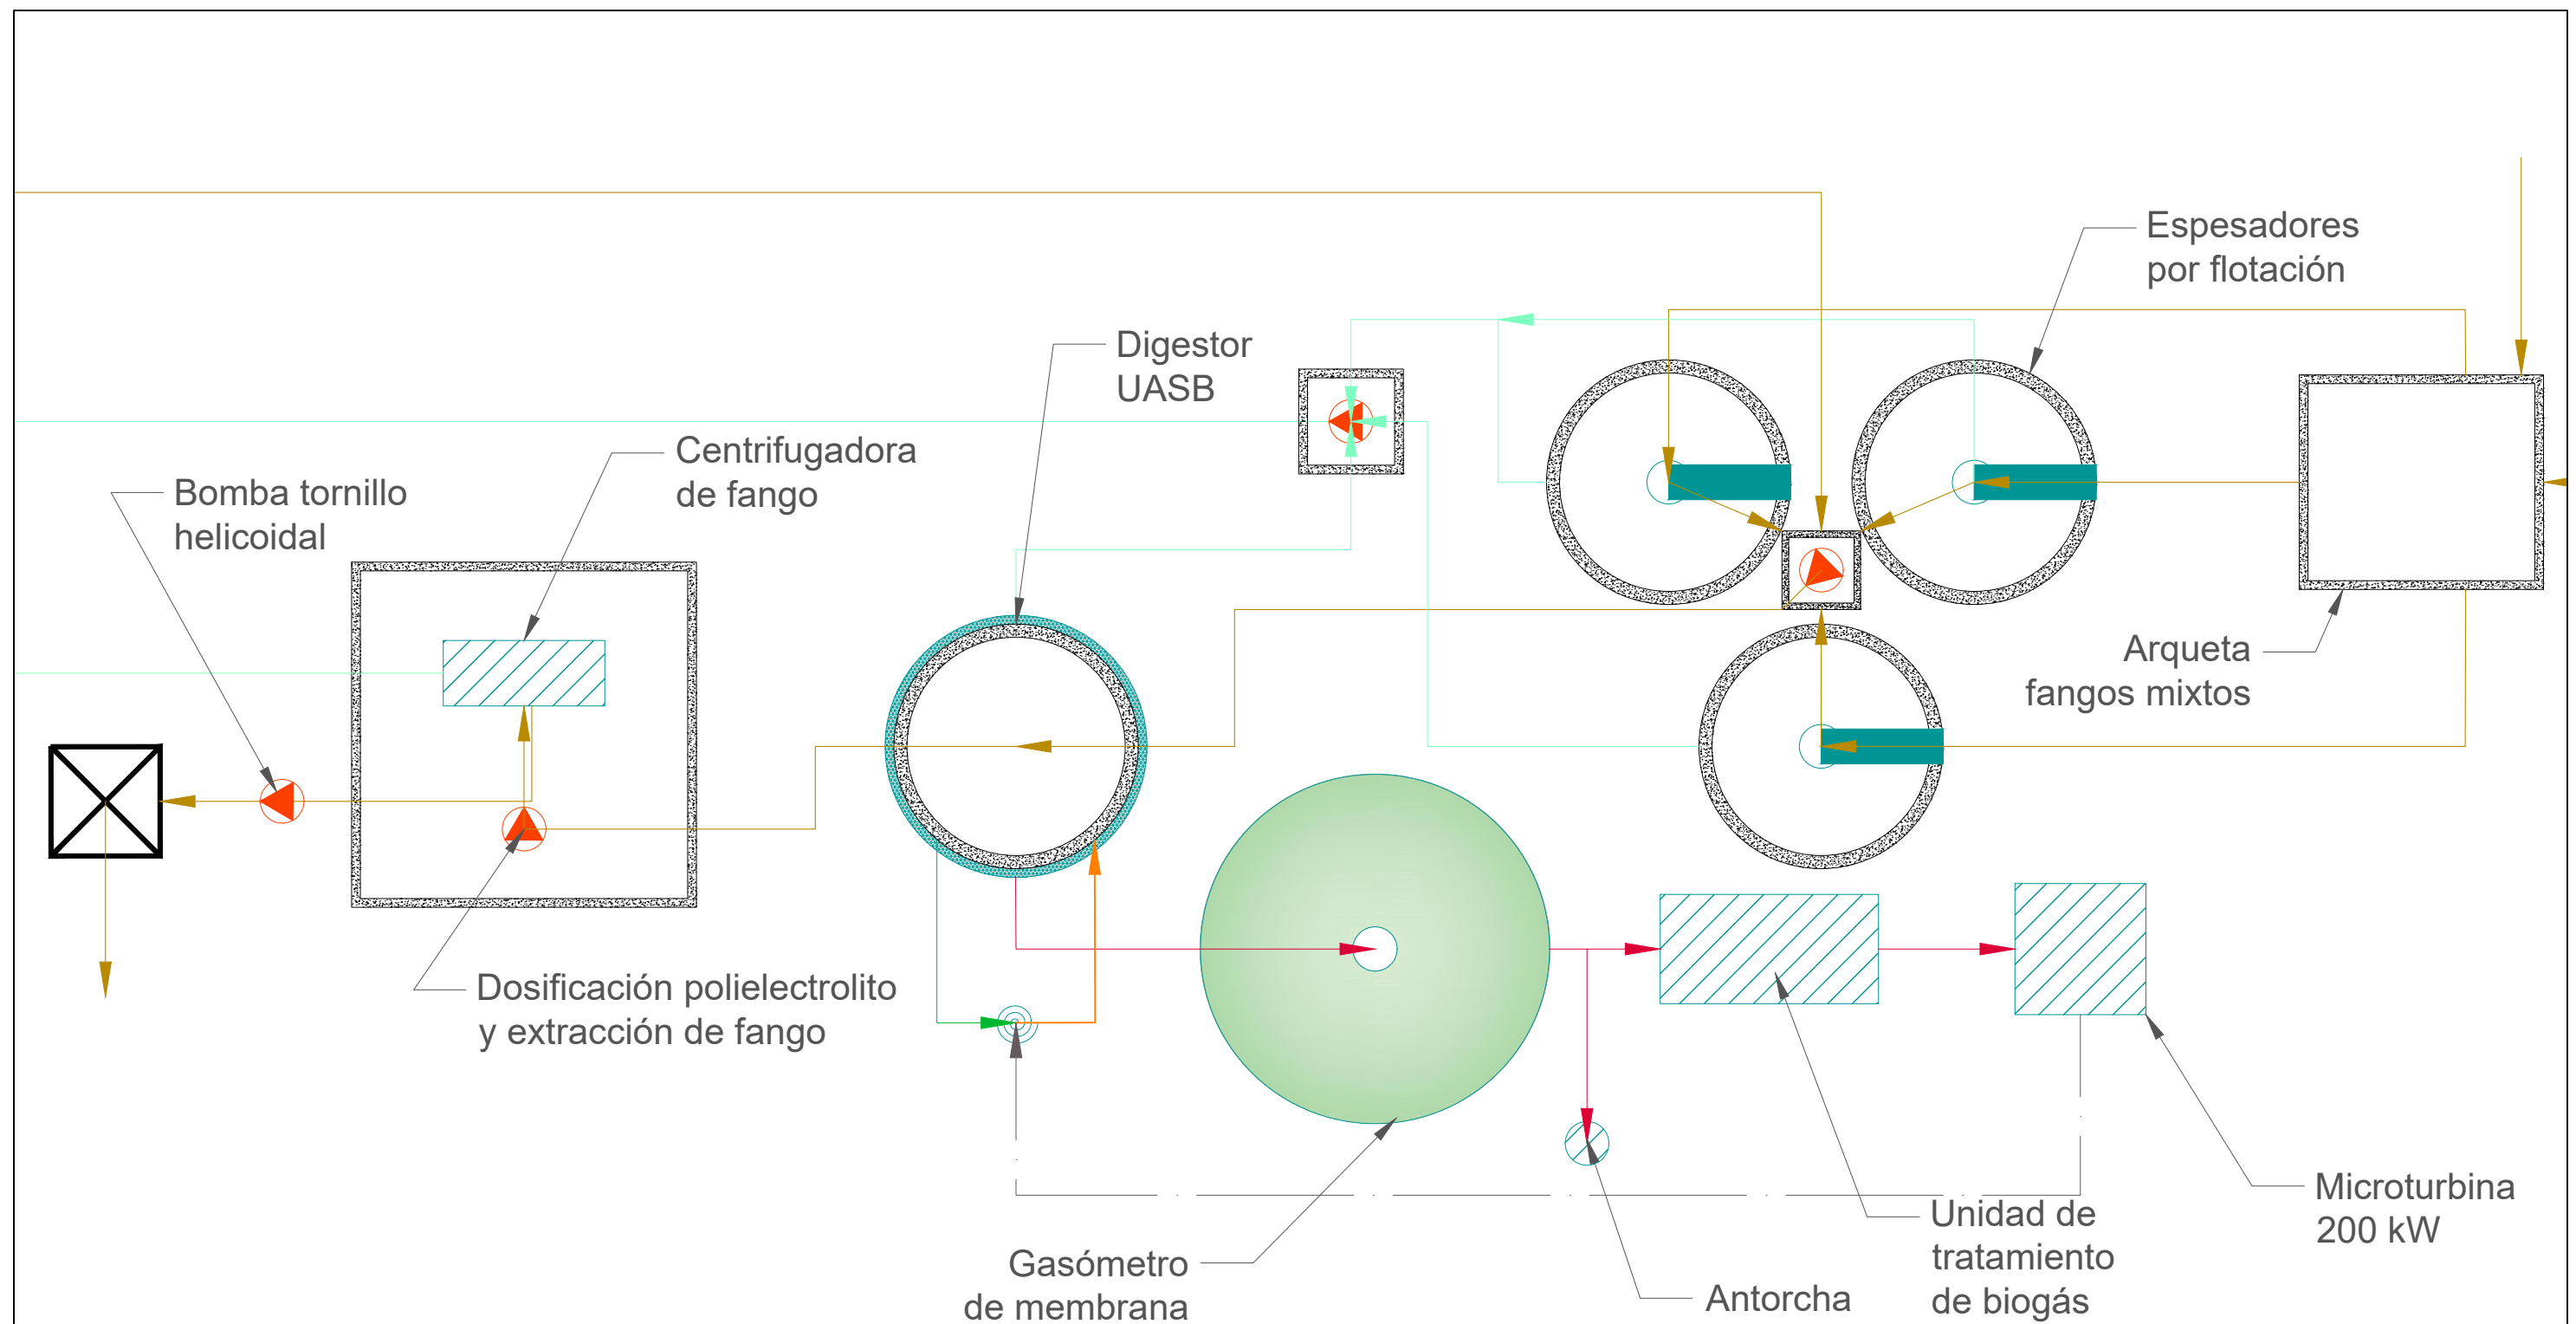 Espesadores
por flotación
Digestor
UASB
Centrifugadora
de fango
Bomba tornillo
helicoidal
Arqueta
fangos mixtos
Dosificación polielectrolito
y extracción de fango
Microturbina
200 kW
Unidad de
tratamiento
de biogás
Gasómetro
de membrana
Antorcha